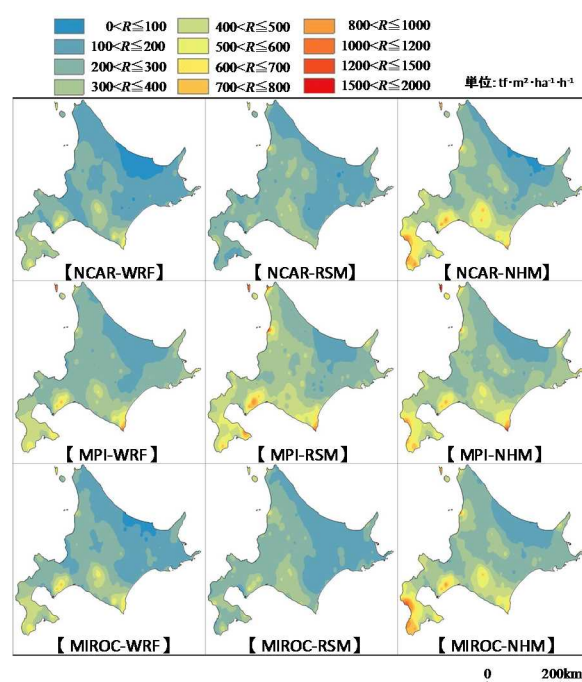 0<R≦100 400<R≦500 800<R≦1000
100<R≦200 500<R≦600 1000<R≦1200
200<R≦300 600<R≦700 1200<R≦1500
300<R≦400 700<R≦800 1500<R≦2000
単位: tf·m²·ha⁻¹·h⁻¹
【NCAR-WRF】 【NCAR-RSM】 【NCAR-NHM】
【MPI-WRF】 【MPI-RSM】 【MPI-NHM】
【MIROC-WRF】 【MIROC-RSM】 【MIROC-NHM】
0 200km